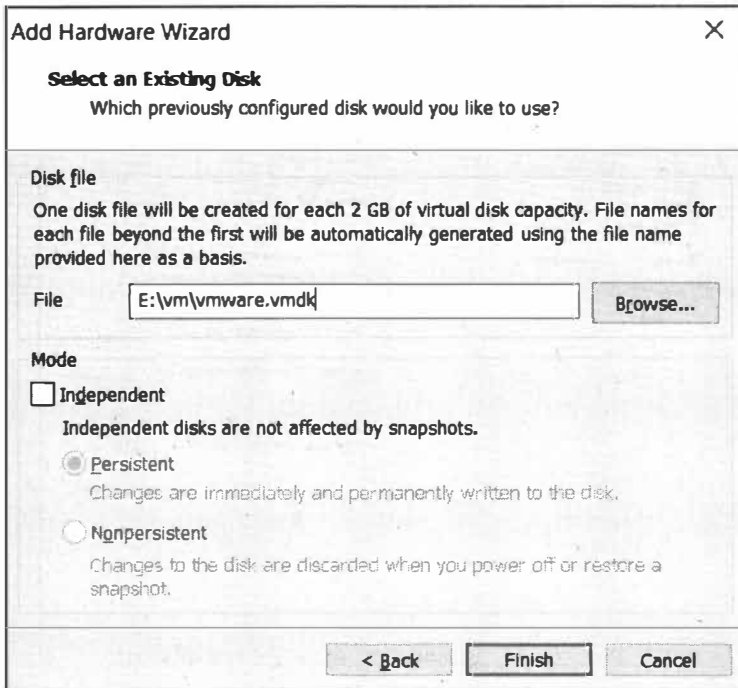 Add Hardware Wizard
Select an Existing Disk
Which previously configured disk would you like to use?
Disk file
One disk file will be created for each 2 GB of virtual disk capacity. File names for
each file beyond the first will be automatically generated using the file name
provided here as a basis.
File E:\vm\vmware.vmdk Browse...
Mode
Independent
Independent disks are not affected by snapshots.
Persistent
Changes are immediately and permanently written to the disk.
Nonpersistent
Changes to the disk are discarded when you power off or restore a
snapshot.
< Back Finish Cancel